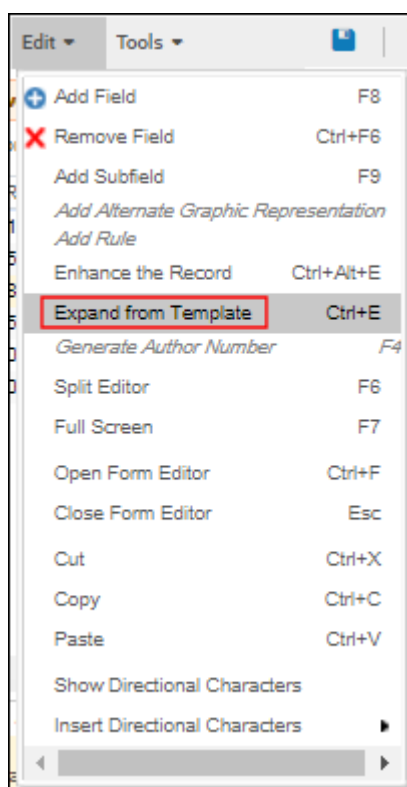 Edit Tools
Add Field F8
Remove Field Ctrl+F6
Add Subfield F9
Add Alternate Graphic Representation
Add Rule
Enhance the Record Ctrl+Alt+E
Expand from Template Ctrl+E
Generate Author Number F4
Split Editor F6
Full Screen F7
Open Form Editor Ctrl+F
Close Form Editor Esc
Cut Ctrl+X
Copy Ctrl+C
Paste Ctrl+V
Show Directional Characters
Insert Directional Characters